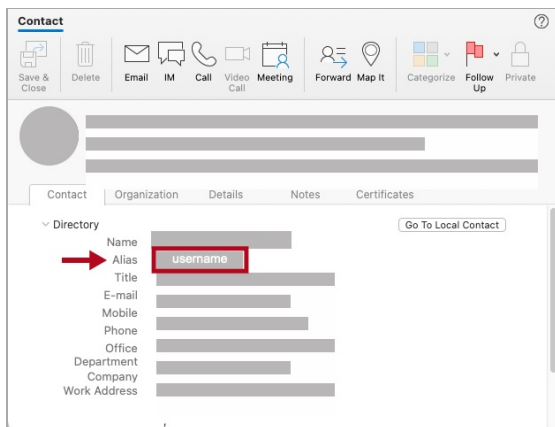 Contact
Save & Close Delete Email IM Call Video Call Meeting Forward Map It Categorize Follow Up Private
Contact Organization Details Notes Certificates
Directory Go To Local Contact
Name
Alias username
Title
E-mail
Mobile
Phone
Office
Department
Company
Work Address